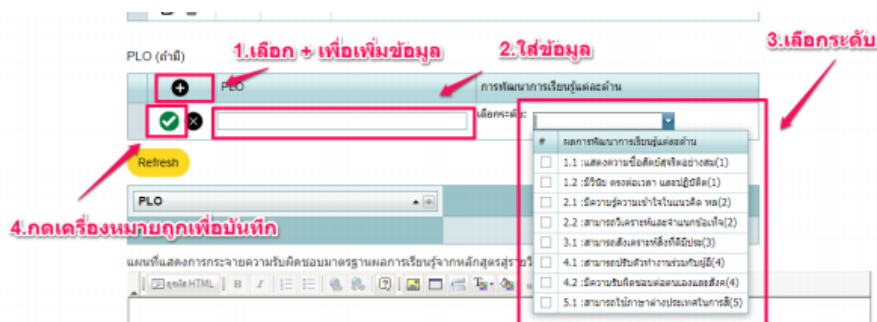 PLO (ถ้ามี)
1.เลือก + เพื่อเพิ่มข้อมูล
2.ใส่ข้อมูล
3.เลือกระดับ
PLO
การพัฒนาการเรียนรู้แต่ละด้าน
เลือกระดับ:
# ผลการพัฒนาการเรียนรู้แต่ละด้าน
1.1 :แสดงความซื่อสัตย์สุจริตอย่างสม(1)
1.2 :มีวินัย ตรงต่อเวลา และปฏิบัติต(1)
2.1 :มีความรู้ความเข้าใจในแนวคิด หล(2)
2.2 :สามารถวิเคราะห์และจำแนกข้อเท็จ(2)
3.1 :สามารถสังเคราะห์สิ่งที่ดีมีประ(3)
4.1 :สามารถปรับตัวทำงานร่วมกับผู้อื(4)
4.2 :มีความรับผิดชอบต่อตนเองและสังค(4)
5.1 :สามารถใช้ภาษาต่างประเทศในการสื(5)
Refresh
PLO
4.กดเครื่องหมายถูกเพื่อบันทึก
แผนที่แสดงการกระจายความรับผิดชอบมาตรฐานผลการเรียนรู้จากหลักสูตรสู่รายวิ
HTML
B I